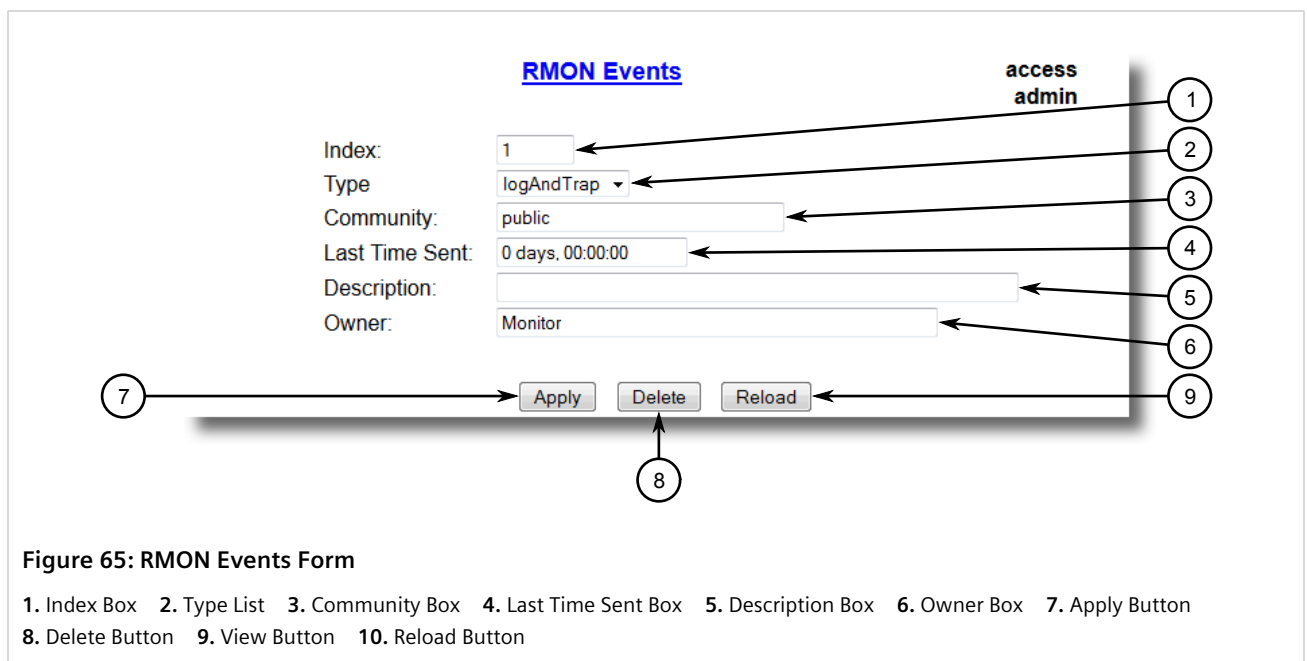 RMON Events
access
admin
1
Index: 1
2
Type logAndTrap
3
Community: public
4
Last Time Sent: 0 days, 00:00:00
Description:
5
Owner: Monitor
6
7
Apply Delete Reload
9
8
Figure 65: RMON Events Form
1. Index Box 2. Type List 3. Community Box 4. Last Time Sent Box 5. Description Box 6. Owner Box 7. Apply Button
8. Delete Button 9. View Button 10. Reload Button